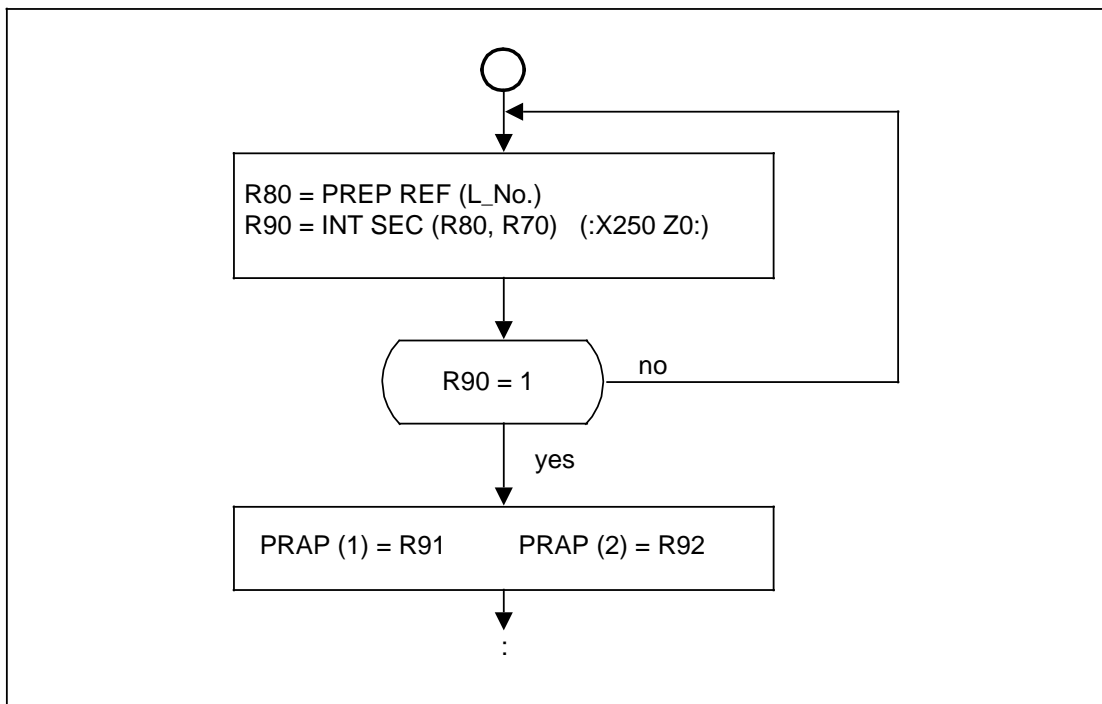 R80 = PREP REF (L_No.)
R90 = INT SEC (R80, R70) (:X250 Z0:)
R90 = 1
no
yes
PRAP (1) = R91 PRAP (2) = R92
: